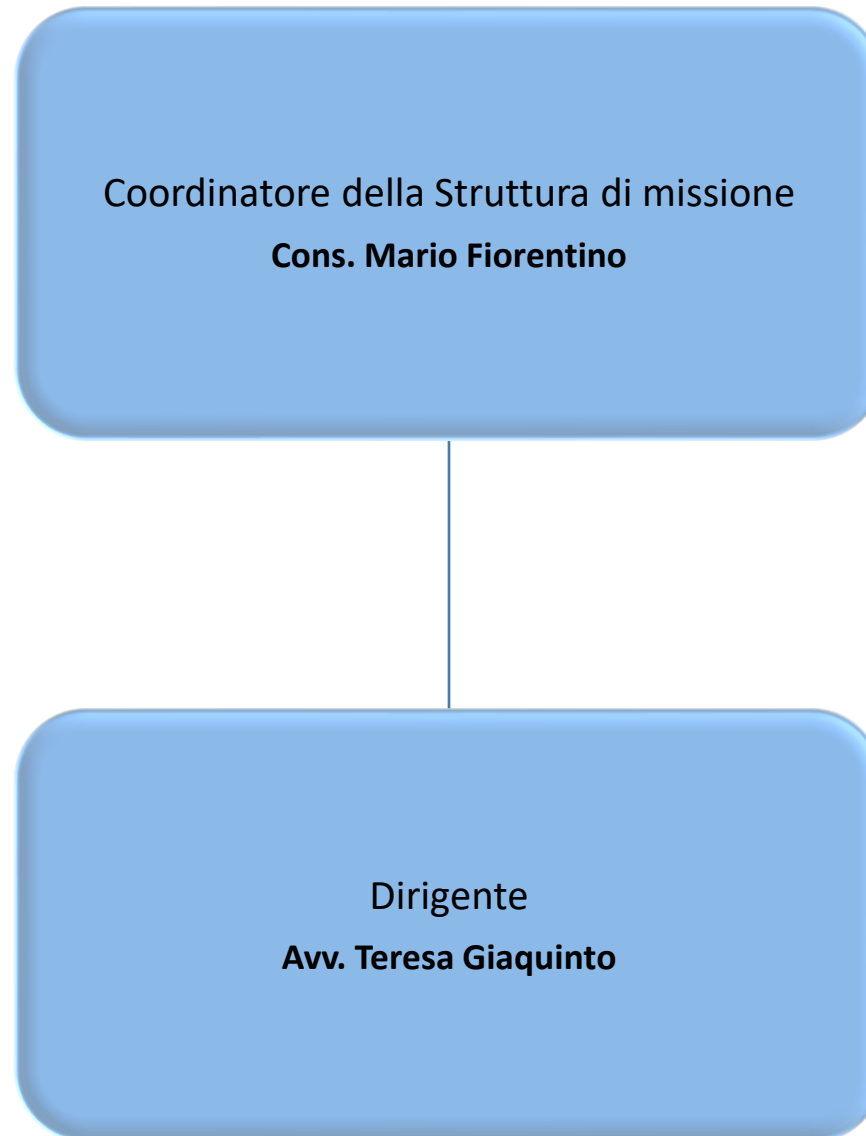 Coordinatore della Struttura di missione
Cons. Mario Fiorentino
Dirigente
Avv. Teresa Giaquinto